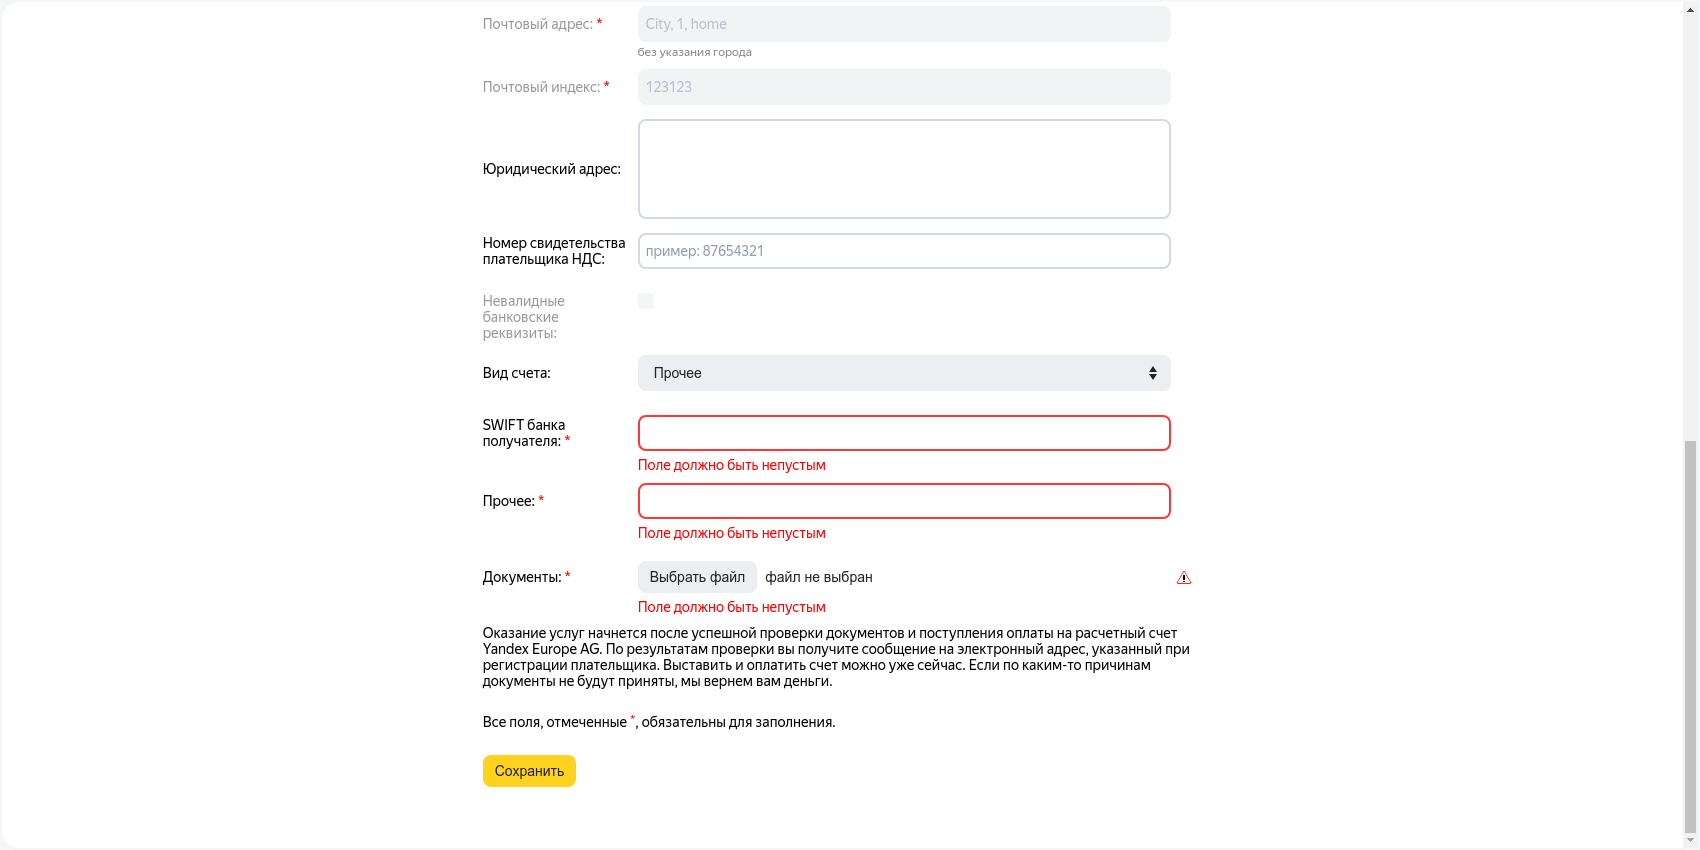 Почтовый адрес: *
City, 1, home
без указания города
Почтовый индекс: *
123123
Юридический адрес:
Номер свидетельства
плательщика НДС:
пример: 87654321
Невалидные
банковские
реквизиты:
Вид счета:
Прочее
SWIFT банка
получателя: *
Поле должно быть непустым
Прочее: *
Поле должно быть непустым
Документы: *
Выбрать файл
файл не выбран
Поле должно быть непустым
Оказание услуг начнется после успешной проверки документов и поступления оплаты на расчетный счет
Yandex Europe AG. По результатам проверки вы получите сообщение на электронный адрес, указанный при
регистрации плательщика. Выставить и оплатить счет можно уже сейчас. Если по каким-то причинам
документы не будут приняты, мы вернем вам деньги.
Все поля, отмеченные *, обязательны для заполнения.
Сохранить